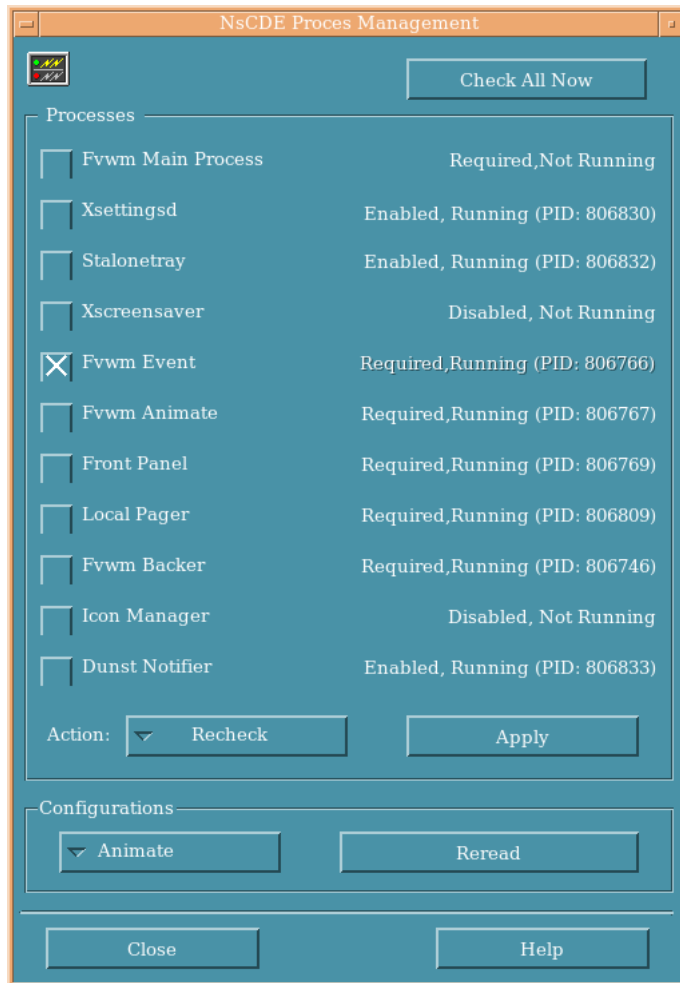 NsCDE Proces Management
Check All Now
Processes
Fvwm Main Process Required,Not Running
Xsettingsd Enabled, Running (PID: 806830)
Stalonetray Enabled, Running (PID: 806832)
Xscreensaver Disabled, Not Running
Fvwm Event Required,Running (PID: 806766)
Fvwm Animate Required,Running (PID: 806767)
Front Panel Required,Running (PID: 806769)
Local Pager Required,Running (PID: 806809)
Fvwm Backer Required,Running (PID: 806746)
Icon Manager Disabled, Not Running
Dunst Notifier Enabled, Running (PID: 806833)
Action: Recheck Apply
Configurations
Animate Reread
Close Help